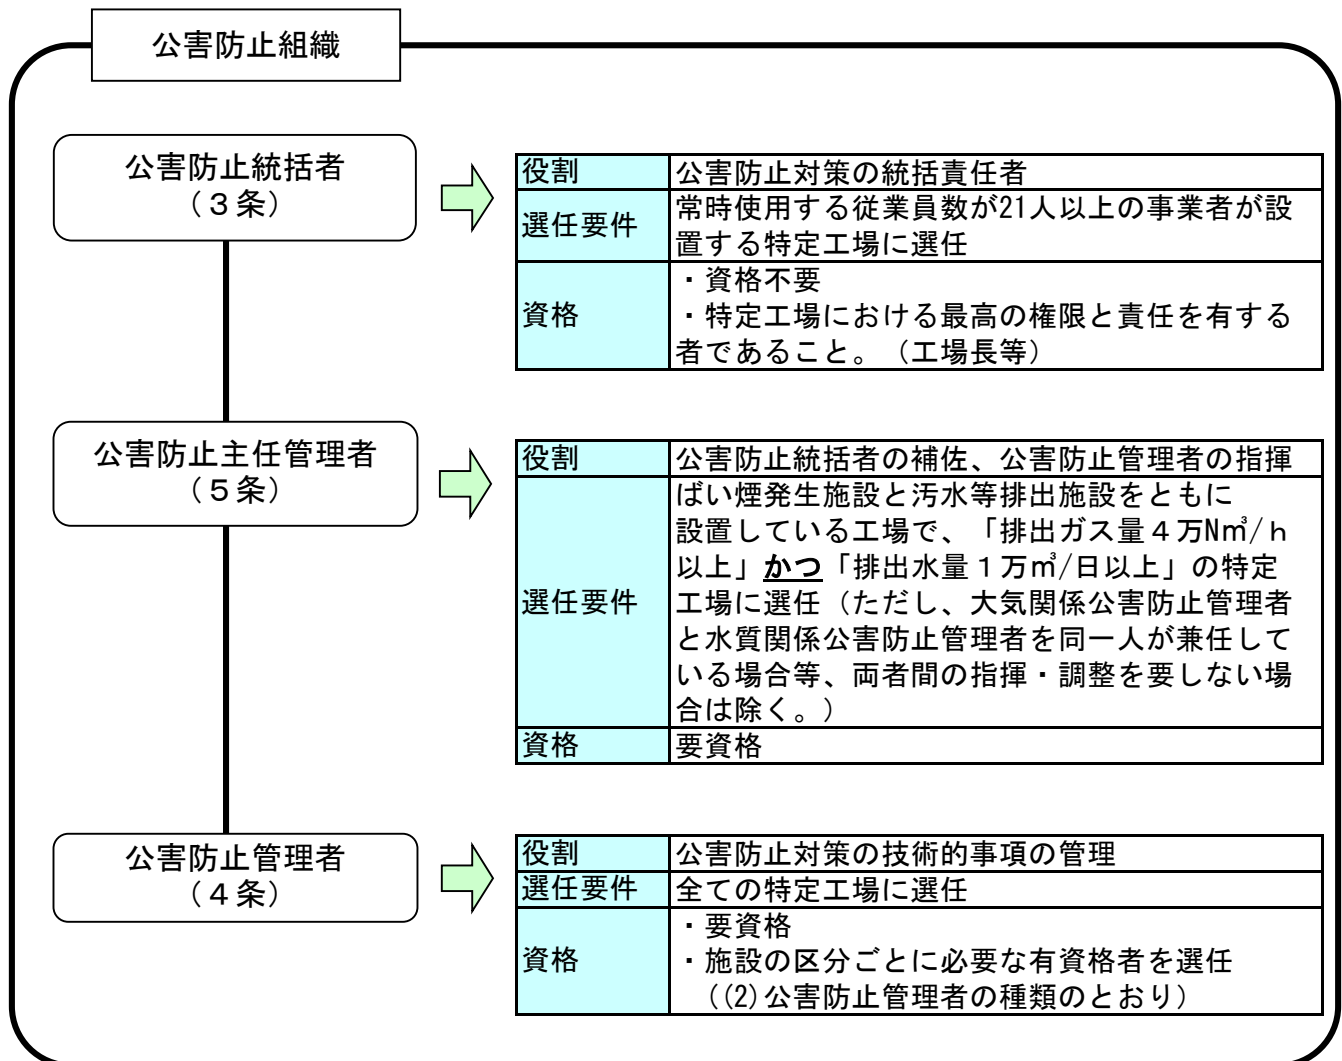 公害防止組織
公害防止統括者
（３条）
役割
公害防止対策の統括責任者
選任要件
常時使用する従業員数が21人以上の事業者が設
置する特定工場に選任
資格
・資格不要
・特定工場における最高の権限と責任を有する
者であること。（工場長等）
公害防止主任管理者
（５条）
役割
公害防止統括者の補佐、公害防止管理者の指揮
選任要件
ばい煙発生施設と汚水等排出施設をともに
設置している工場で、「排出ガス量４万N㎥/ｈ
以上」かつ「排出水量１万㎥/日以上」の特定
工場に選任（ただし、大気関係公害防止管理者
と水質関係公害防止管理者を同一人が兼任して
いる場合等、両者間の指揮・調整を要しない場
合は除く。）
資格
要資格
公害防止管理者
（４条）
役割
公害防止対策の技術的事項の管理
選任要件
全ての特定工場に選任
資格
・要資格
・施設の区分ごとに必要な有資格者を選任
（(2)公害防止管理者の種類のとおり）